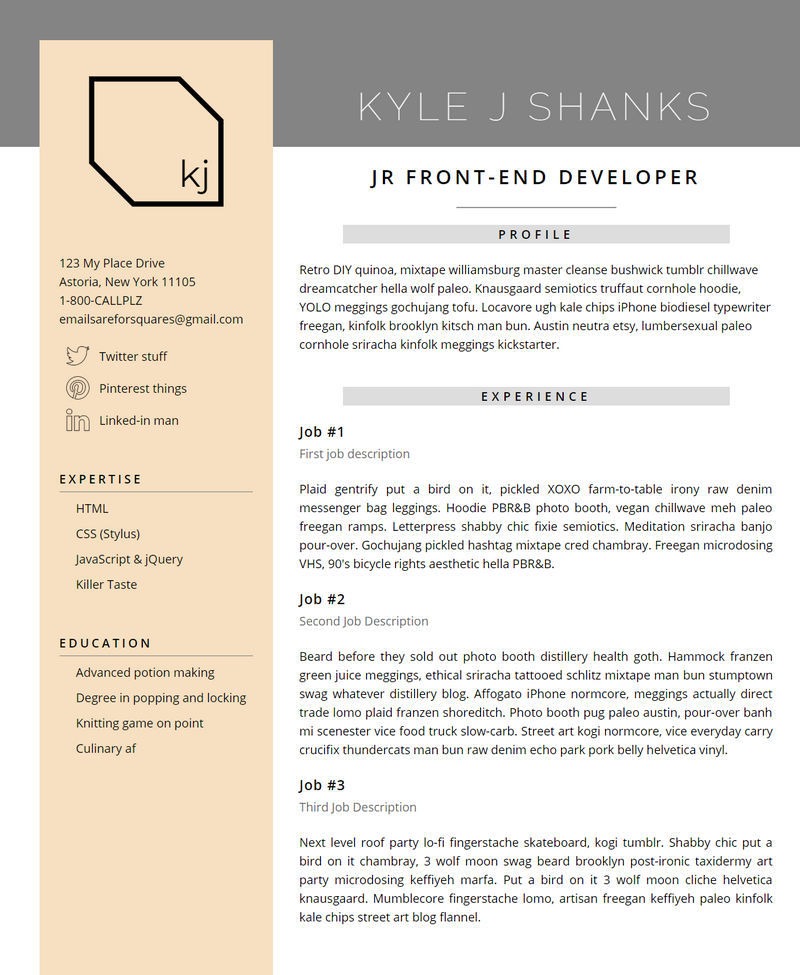 KYLE J SHANKS
kj
123 My Place Drive
Astoria, New York 11105
1-800-CALLPLZ
emailsareforsquares@gmail.com
Twitter stuff
Pinterest things
in Linked-in man
EXPERTISE
HTML
CSS (Stylus)
JavaScript & jQuery
Killer Taste
EDUCATION
Advanced potion making
Degree in popping and locking
Knitting game on point
Culinary af
JR FRONT-END DEVELOPER
PROFILE
Retro DIY quinoa, mixtape williamsburg master cleanse bushwick tumblr chillwave
dreamcatcher hella wolf paleo. Knausgaard semiotics truffaut cornhole hoodie,
YOLO meggings gochujang tofu. Locavore ugh kale chips iPhone biodiesel typewriter
freegan, kinfolk brooklyn kitsch man bun. Austin neutra etsy, lumbersexual paleo
cornhole sriracha kinfolk meggings kickstarter.
EXPERIENCE
Job #1
First job description
Plaid gentrify put a bird on it, pickled XOXO farm-to-table irony raw denim
messenger bag leggings. Hoodie PBR&B photo booth, vegan chillwave meh paleo
freegan ramps. Letterpress shabby chic fixie semiotics. Meditation sriracha banjo
pour-over. Gochujang pickled hashtag mixtape cred chambray. Freegan microdosing
VHS, 90's bicycle rights aesthetic hella PBR&B.
Job #2
Second Job Description
Beard before they sold out photo booth distillery health goth. Hammock franzen
green juice meggings, ethical sriracha tattooed schlitz mixtape man bun stumptown
swag whatever distillery blog. Affogato iPhone normcore, meggings actually direct
trade lomo plaid franzen shoreditch. Photo booth pug paleo austin, pour-over banh
mi scenester vice food truck slow-carb. Street art kogi normcore, vice everyday carry
crucifix thundercats man bun raw denim echo park pork belly helvetica vinyl.
Job #3
Third Job Description
Next level roof party lo-fi fingerstache skateboard, kogi tumblr. Shabby chic put a
bird on it chambray, 3 wolf moon swag beard brooklyn post-ironic taxidermy art
party microdosing keffiyeh marfa. Put a bird on it 3 wolf moon cliche helvetica
knausgaard. Mumblecore fingerstache lomo, artisan freegan keffiyeh paleo kinfolk
kale chips street art blog flannel.